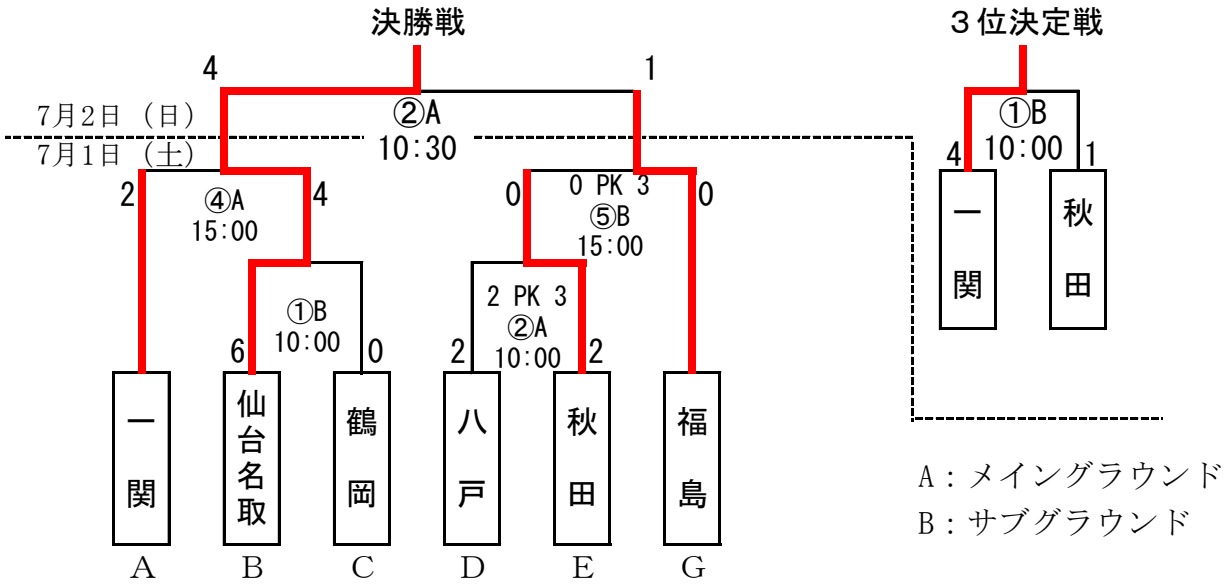 決勝戦
3位決定戦
4
1
7月2日（日）
②A
10:30
①B
10:00
4
1
7月1日（土）
2
④A
15:00
4
0
0 PK 3
⑤B
15:00
0
一関
秋田
①B
10:00
6
0
2 PK 3
②A
10:00
2
2
一関
仙台名取
鶴岡
八戸
秋田
福島
A
B
C
D
E
G
A：メイングラウンド
B：サブグラウンド